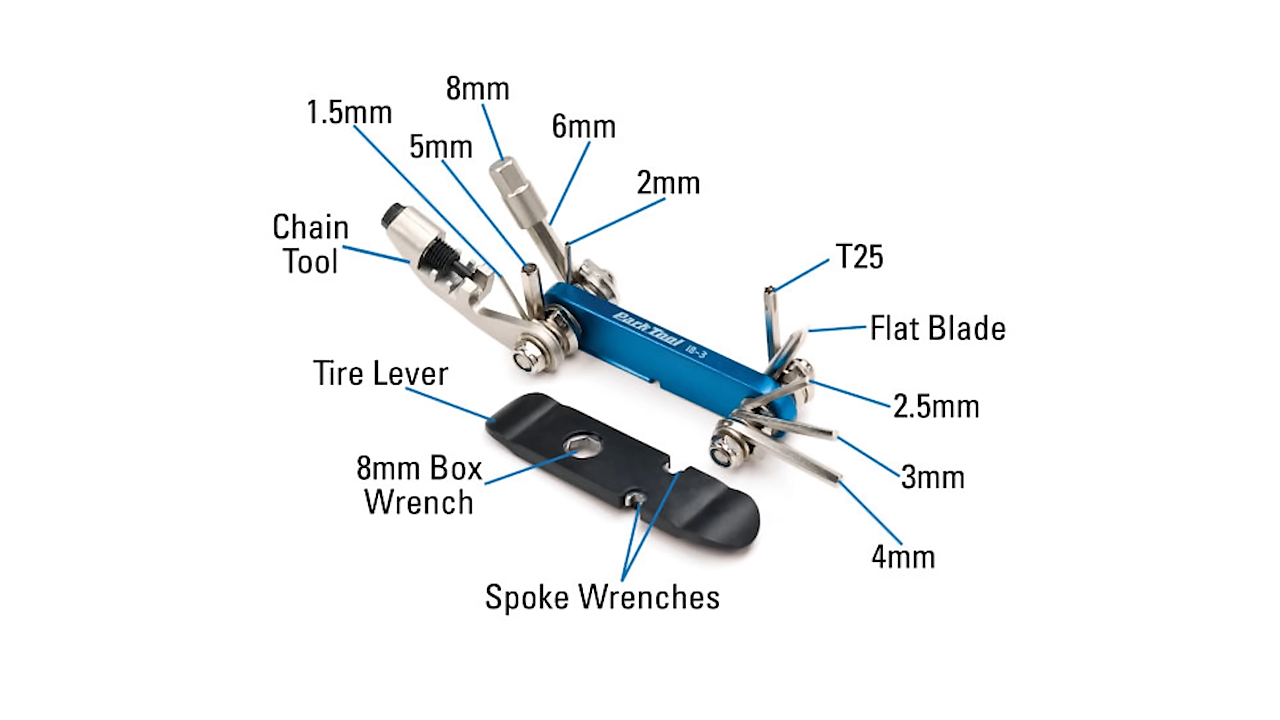 8mm
1.5mm
6mm
5mm
2mm
Chain
Tool
T25
Flat Blade
Park Tool IB-3
Tire Lever
2.5mm
8mm Box
Wrench
3mm
4mm
Spoke Wrenches